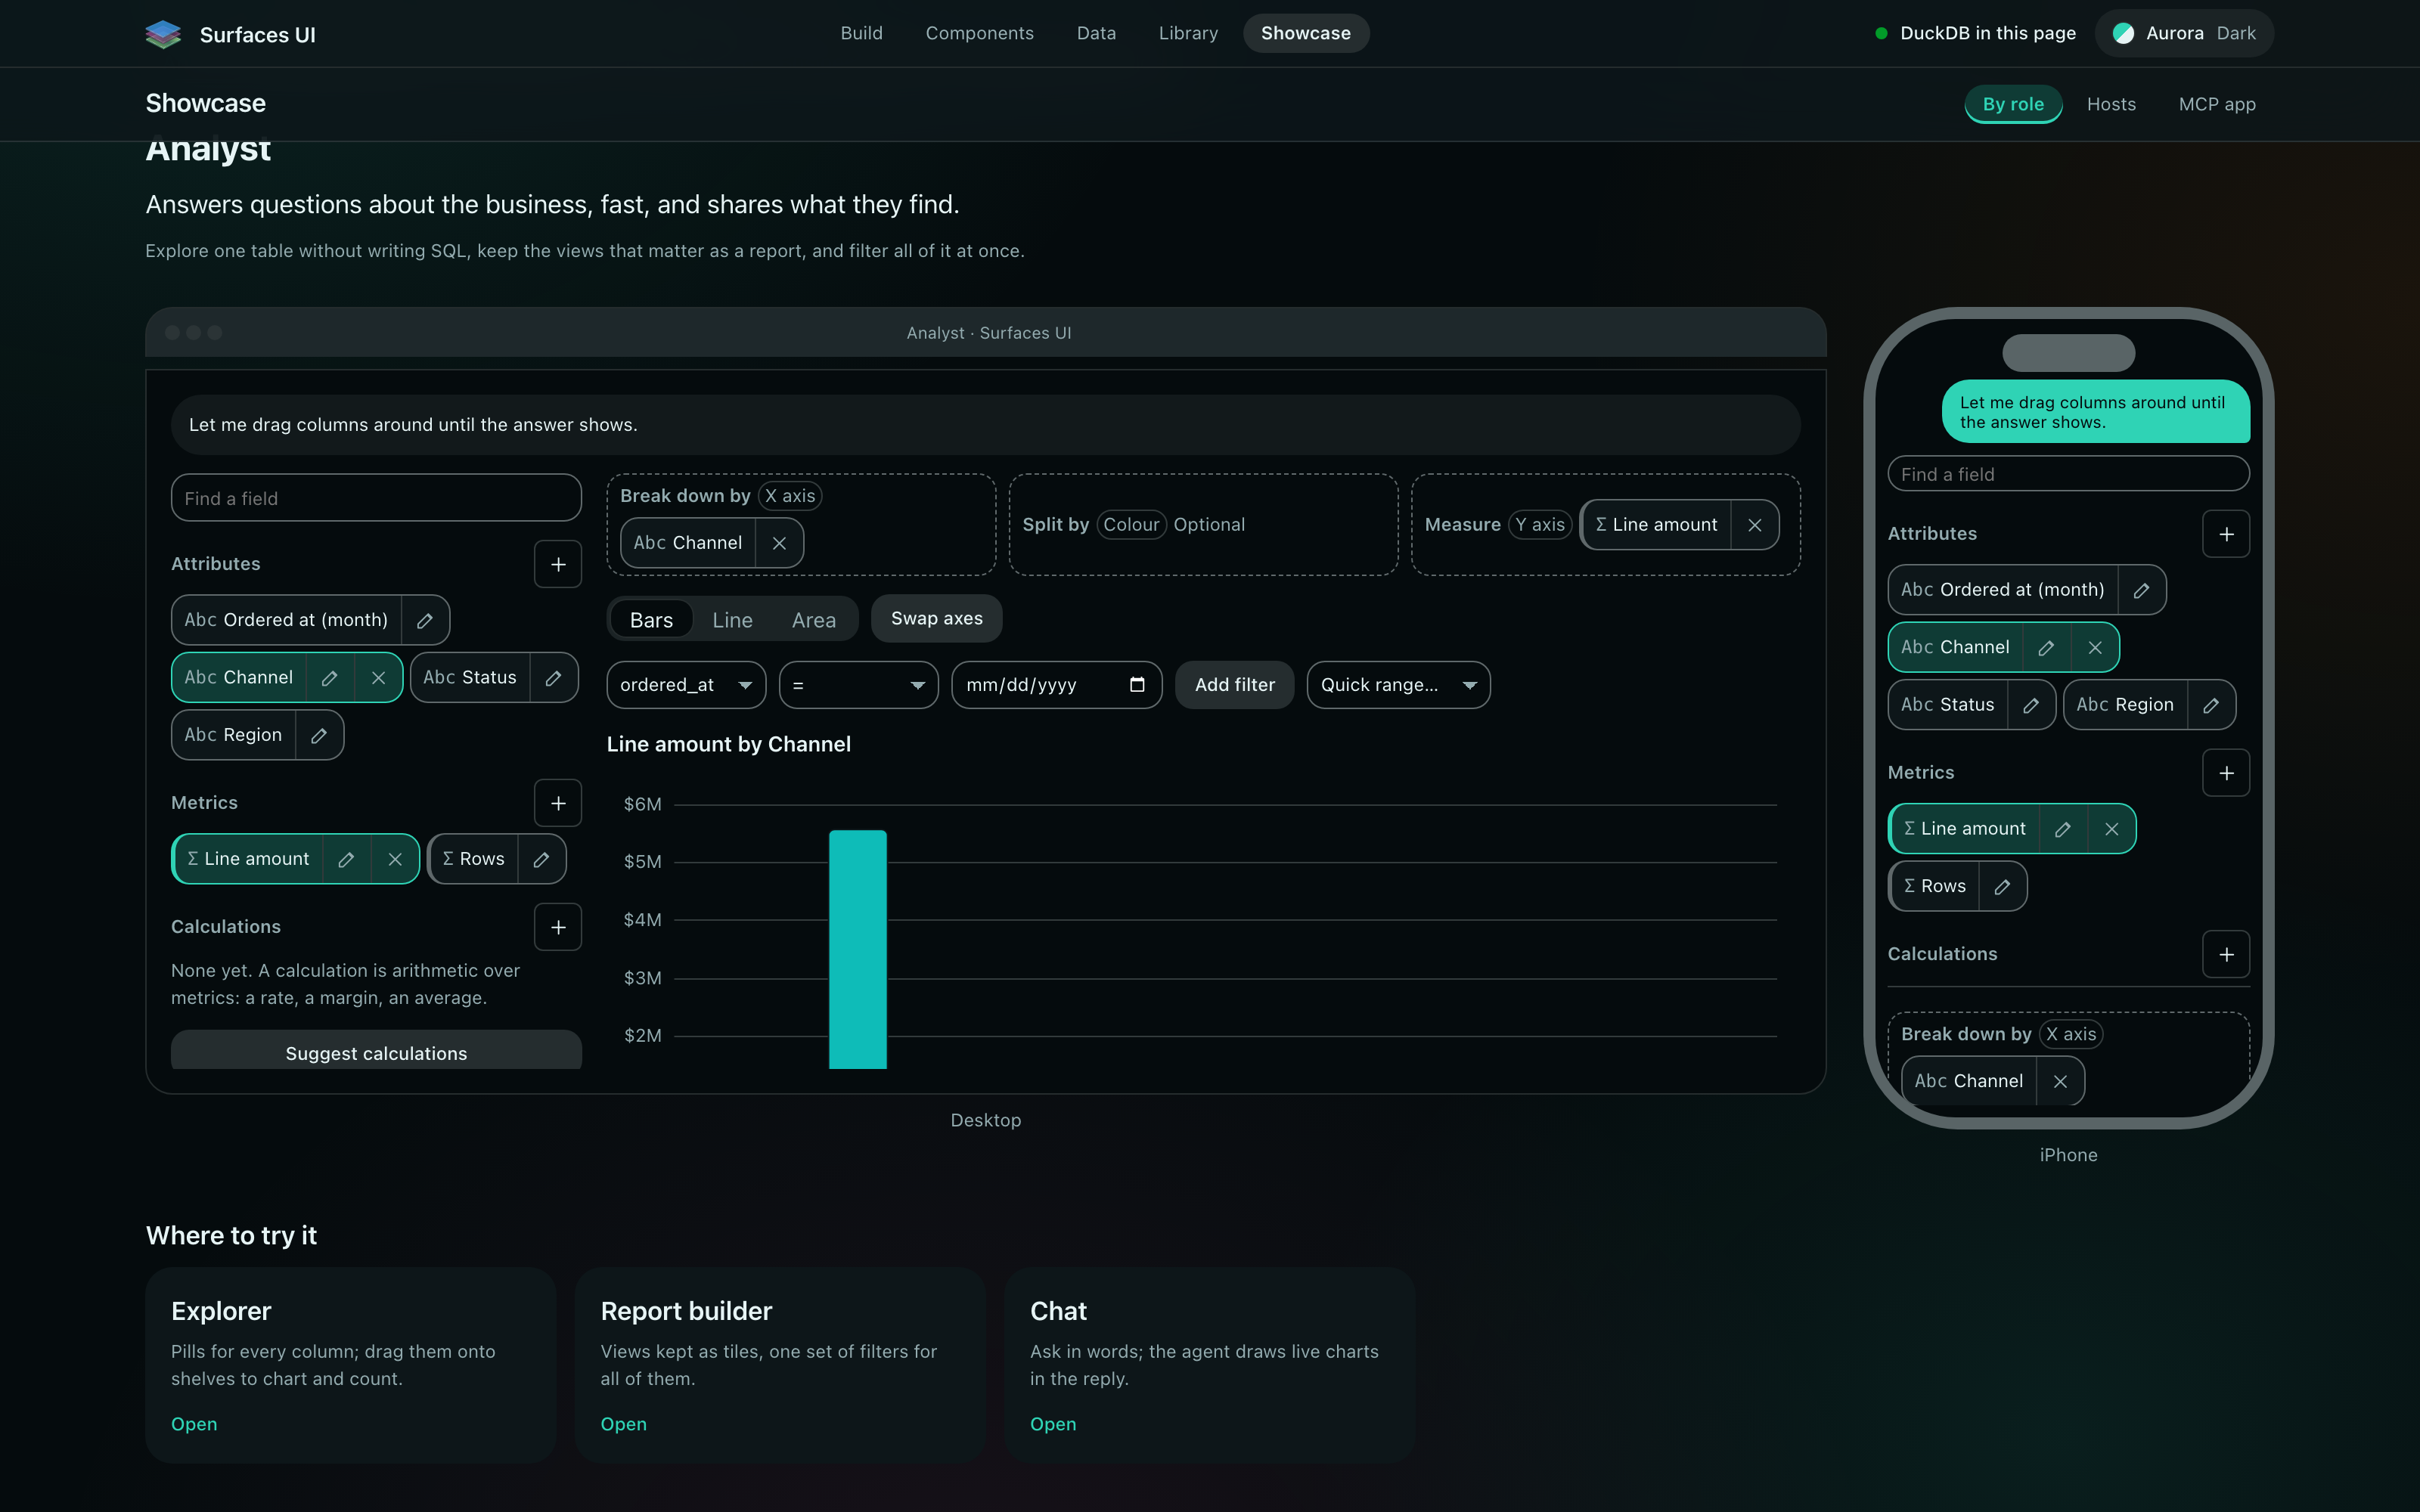 Surfaces UI
Build
Components
Data
Library
Showcase
DuckDB in this page
Aurora Dark
Showcase
By role
Hosts
MCP app
Analyst
Answers questions about the business, fast, and shares what they find.
Explore one table without writing SQL, keep the views that matter as a report, and filter all of it at once.
Analyst · Surfaces UI
Let me drag columns around until the answer shows.
Find a field
Attributes
+
Abc Ordered at (month)
Abc Channel
Abc Status
Abc Region
Metrics
+
Σ Line amount
Σ Rows
Calculations
+
None yet. A calculation is arithmetic over
metrics: a rate, a margin, an average.
Suggest calculations
Break down by X axis
Abc Channel
Split by Colour Optional
Measure Y axis Σ Line amount
Bars
Line
Area
Swap axes
ordered_at
=
mm/dd/yyyy
Add filter
Quick range...
Line amount by Channel
$6M
$5M
$4M
$3M
$2M
Desktop
Let me drag columns around until
the answer shows.
Find a field
Attributes
+
Abc Ordered at (month)
Abc Channel
Abc Status
Abc Region
Metrics
+
Σ Line amount
Σ Rows
Calculations
+
Break down by X axis
Abc Channel
iPhone
Where to try it
Explorer
Pills for every column; drag them onto
shelves to chart and count.
Open
Report builder
Views kept as tiles, one set of filters for
all of them.
Open
Chat
Ask in words; the agent draws live charts
in the reply.
Open